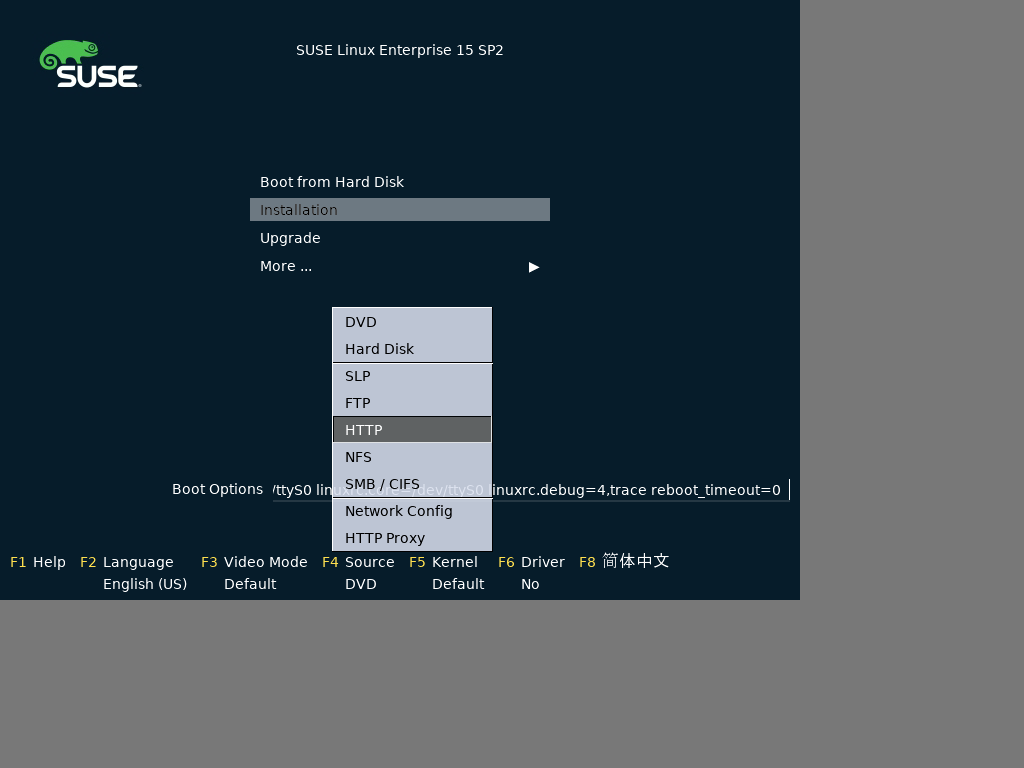 SUSE
SUSE Linux Enterprise 15 SP2
Boot from Hard Disk
Installation
Upgrade
More ...
DVD
Hard Disk
SLP
FTP
HTTP
NFS
SMB / CIFS
Network Config
HTTP Proxy
Boot Options /ttyS0 linuxrc.core=/dev/ttyS0 linuxrc.debug=4,trace reboot_timeout=0
F1 Help F2 Language F3 Video Mode F4 Source F5 Kernel F6 Driver F8 简体中文
English (US) Default DVD Default No